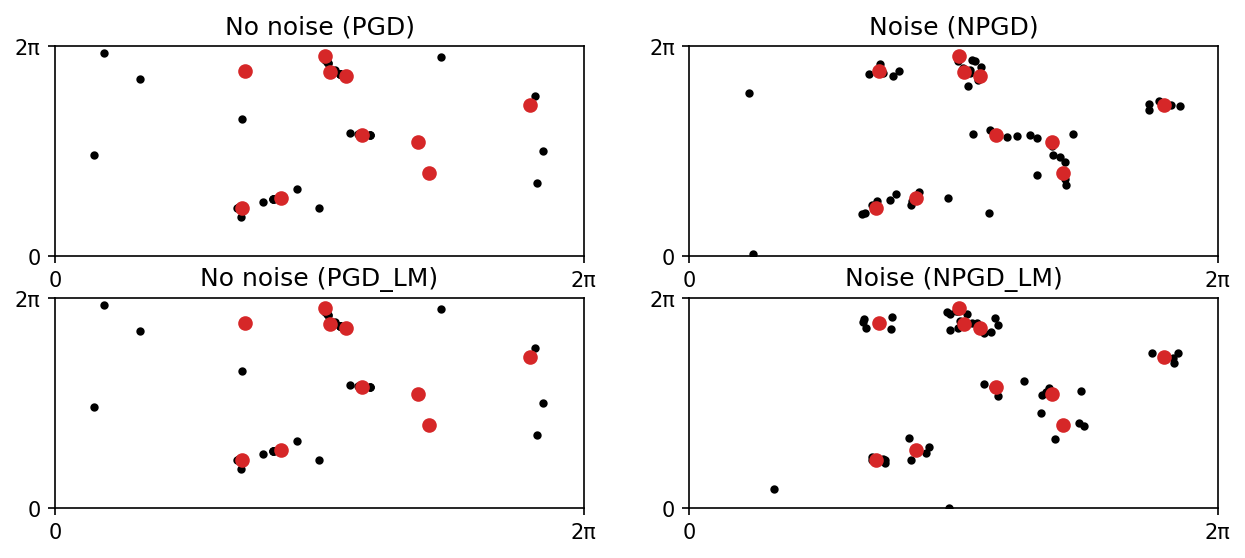 No noise (PGD)
Noise (NPGD)
2π
2π
0
0
0
2π
0
2π
No noise (PGD_LM)
Noise (NPGD_LM)
2π
2π
0
0
0
2π
0
2π